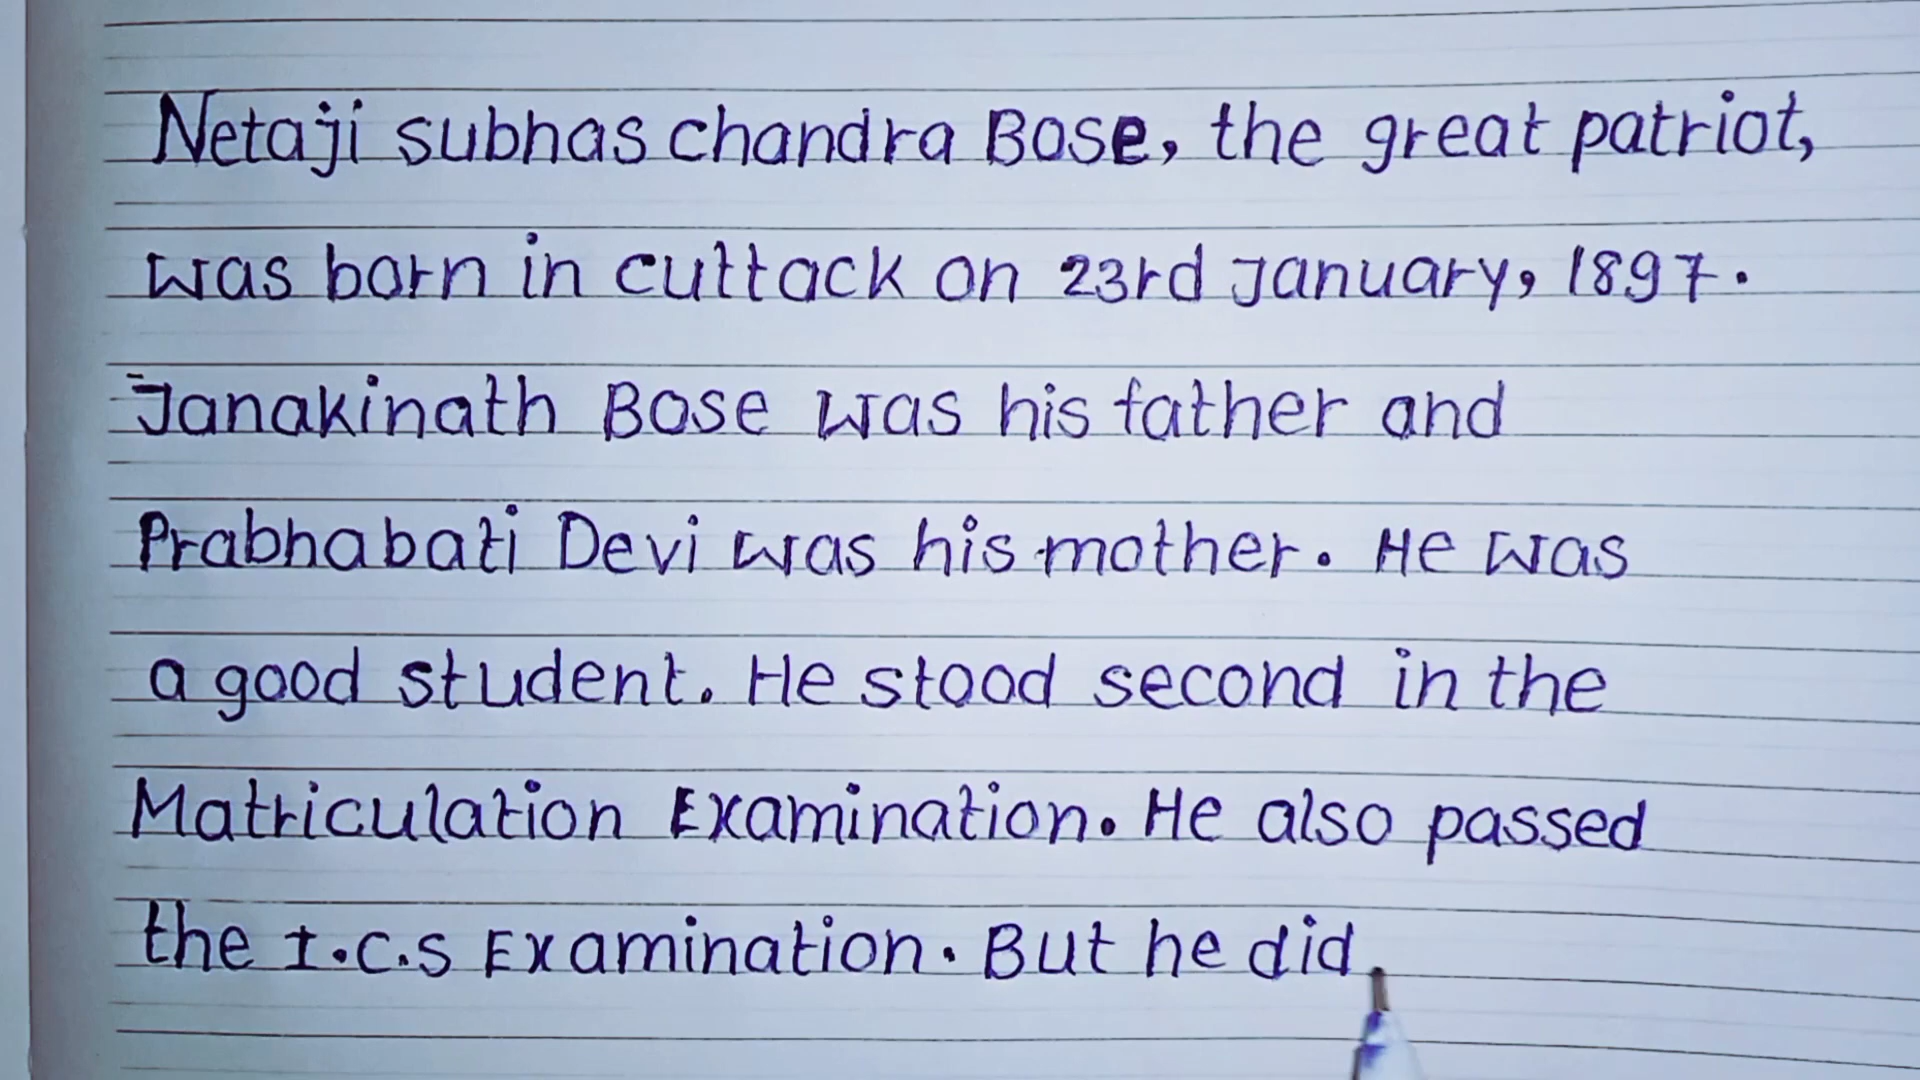 Netaji subhas chandra Bose, the great patriot,
was born in cuttack on 23rd January, 1897.
Janakinath Bose was his father and
Prabhabati Devi was his mother. He was
a good student. He stood second in the
Matriculation Examination. He also passed
the I.C.S Examination. But he did